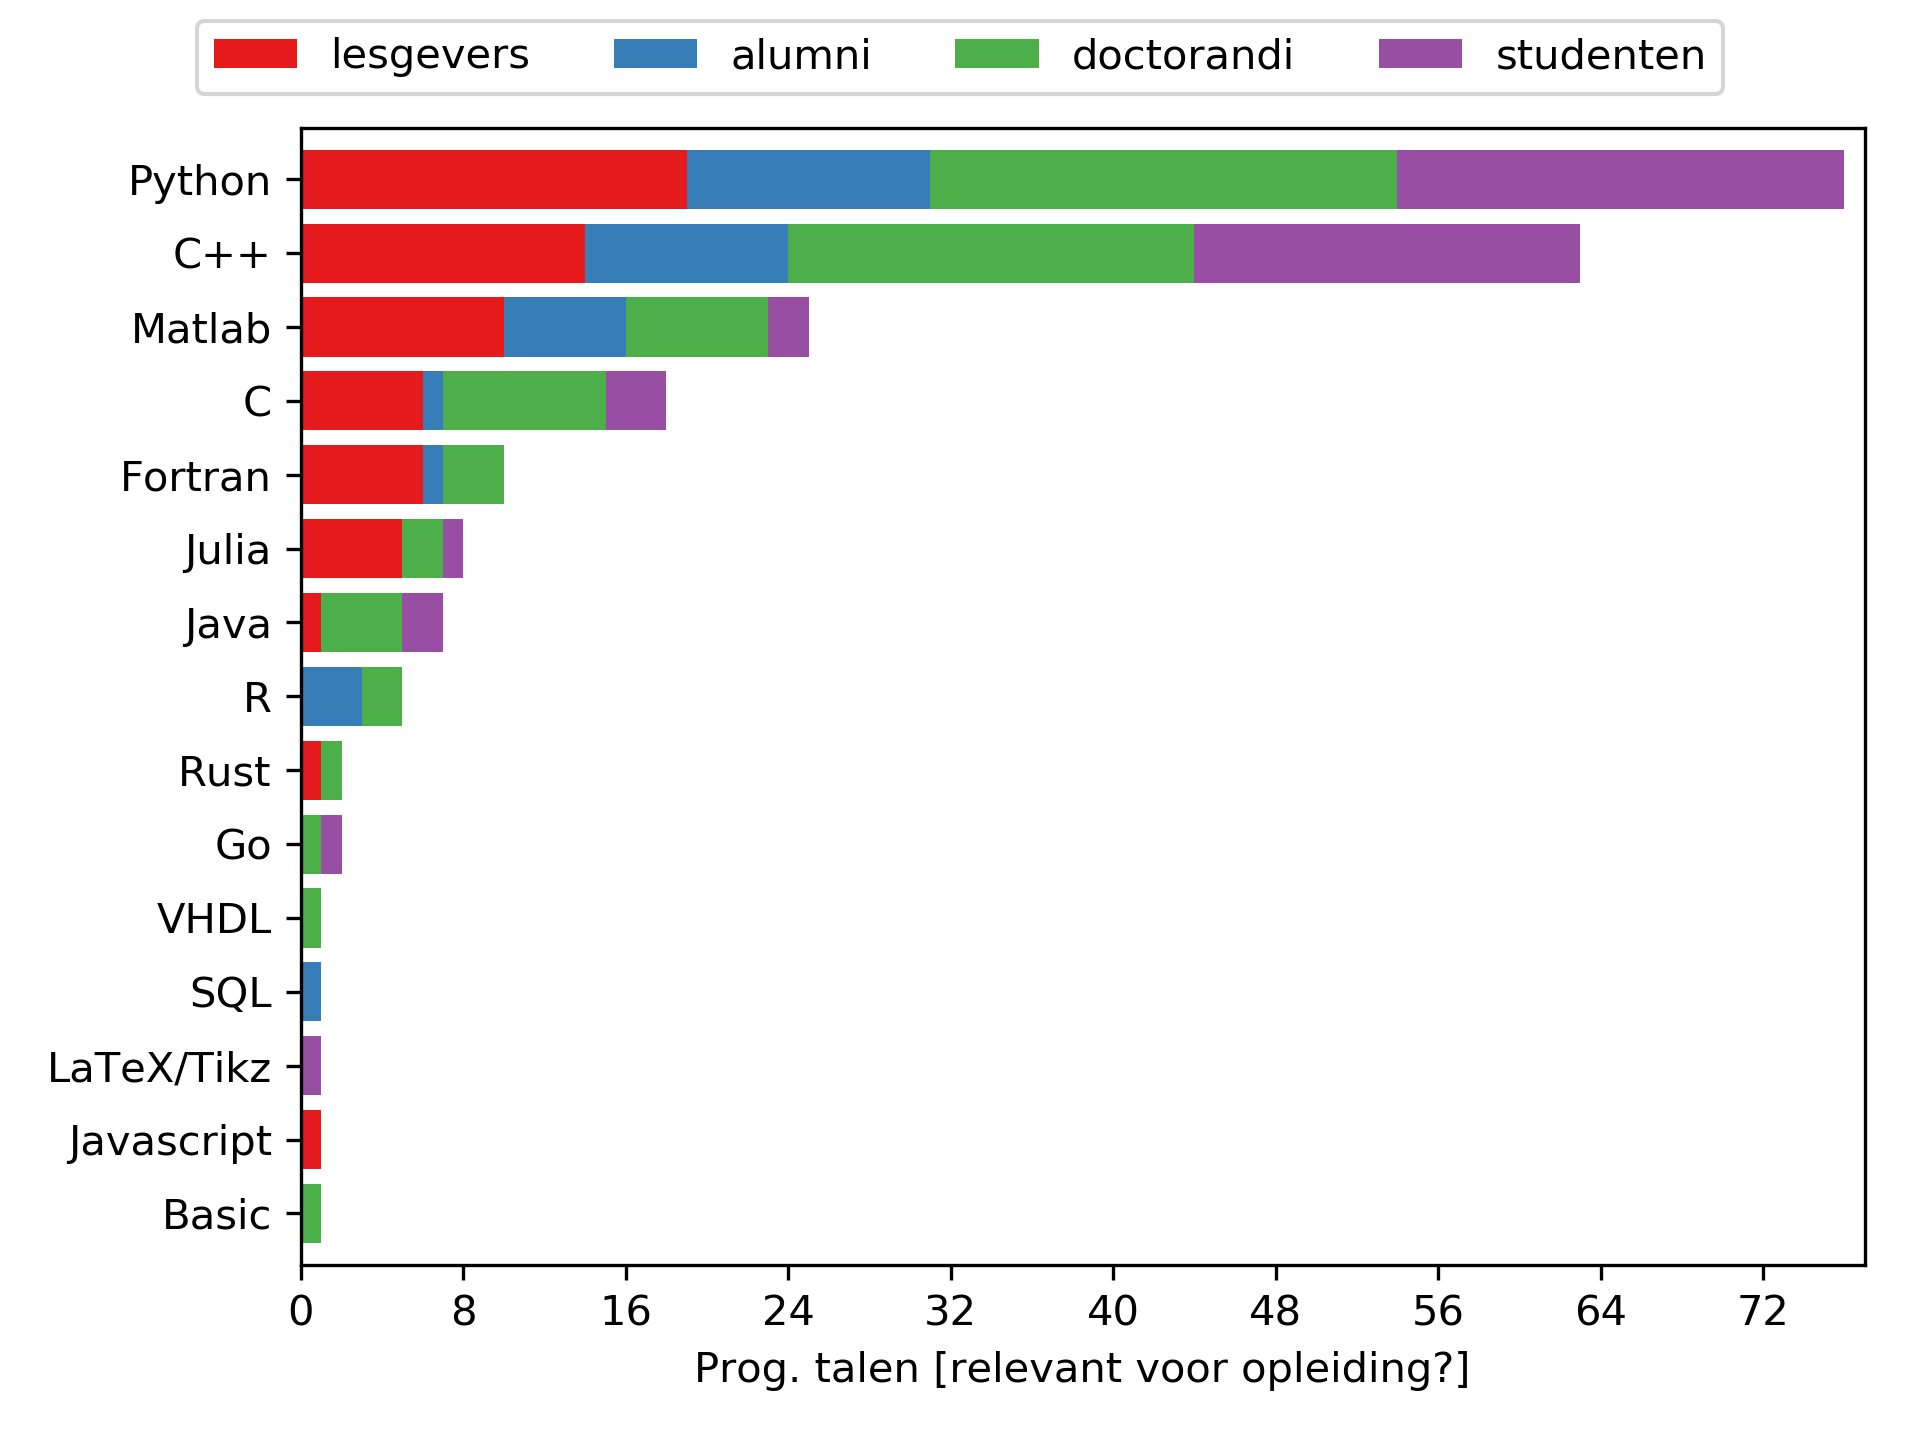 lesgevers alumni doctorandi studenten
Python
C++
Matlab
C
Fortran
Julia
Java
R
Rust
Go
VHDL
SQL
LaTeX/Tikz
Javascript
Basic
0 8 16 24 32 40 48 56 64 72
Prog. talen [relevant voor opleiding?]